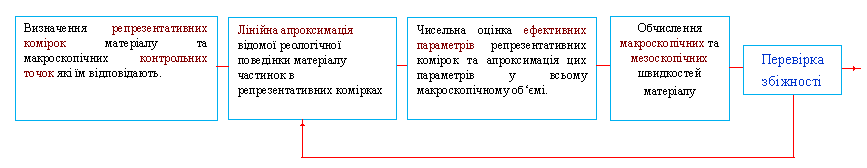 Визначення репрезентативних
комірок матеріалу та
макроскопічних контрольних
точок які їм відповідають.
Лінійна апроксимація
відомої реологічної
поведінки матеріалу
частинок в
репрезентативних комірках
Чисельна оцінка ефективних
параметрів репрезентативних
комірок та апроксимація цих
параметрів у всьому
макроскопічному об‘ємі.
Обчислення
макроскопічних та
мезоскопічних
швидкостей
матеріалу
Перевірка
збіжності